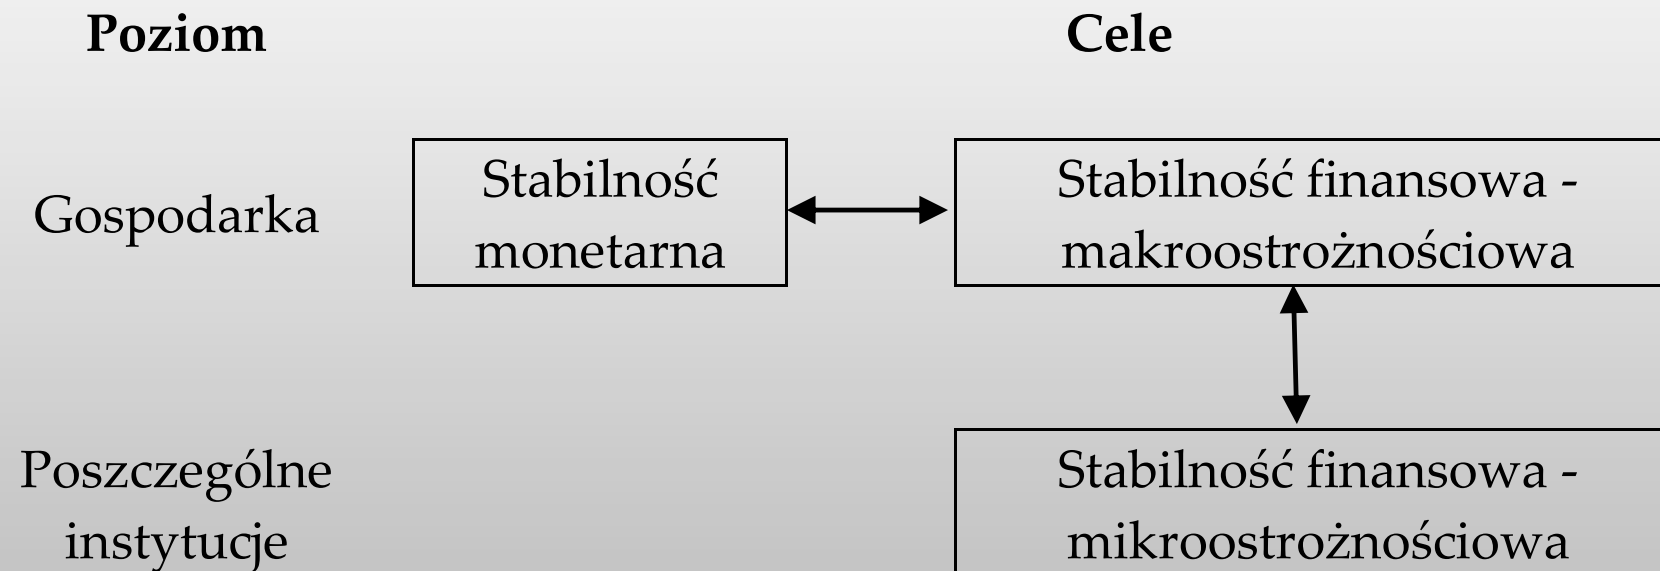 Poziom
Cele
Gospodarka
Stabilność
monetarna
Stabilność finansowa -
makroostrożnościowa
Poszczególne
instytucje
Stabilność finansowa -
mikroostrożnościowa